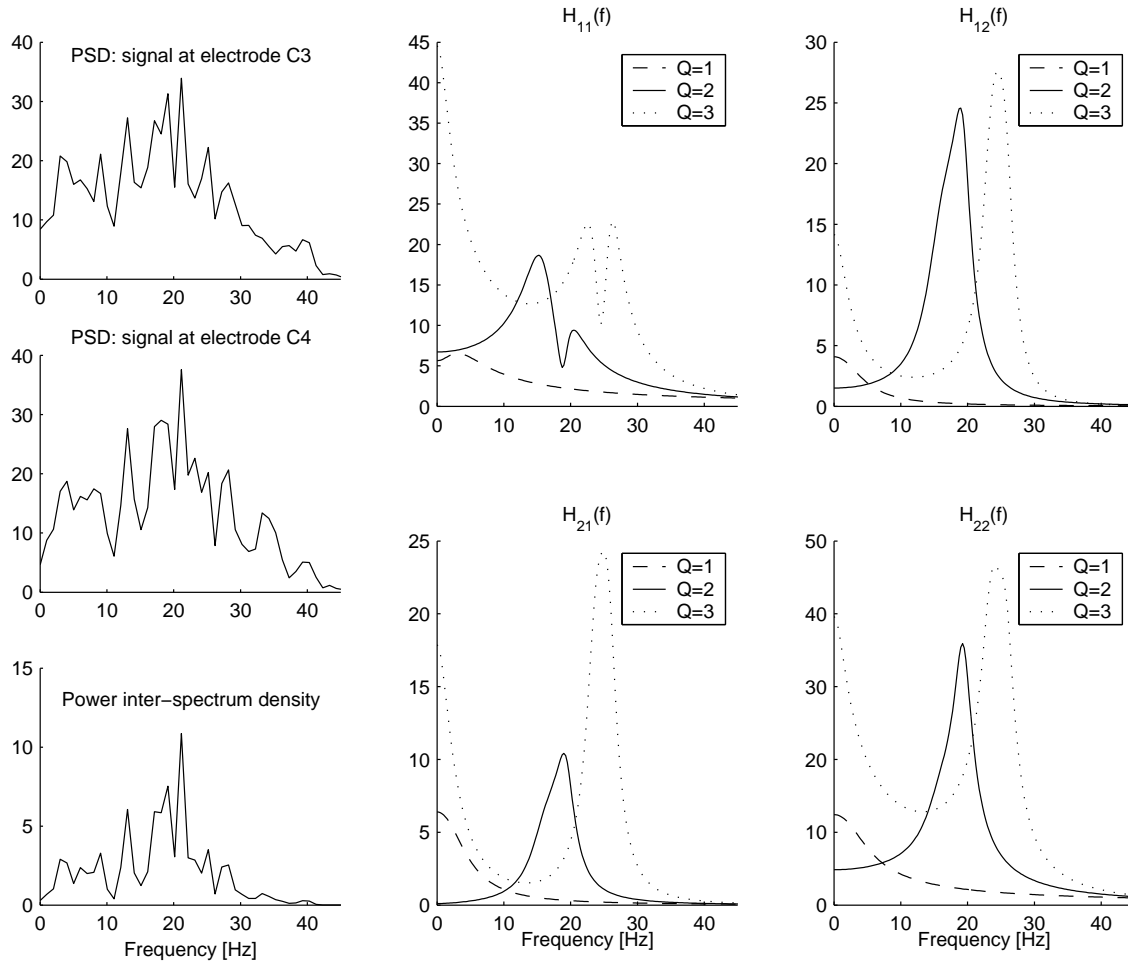 PSD: signal at electrode C3
40
30
20
10
0
0 10 20 30 40
PSD: signal at electrode C4
40
30
20
10
0
0 10 20 30 40
Power inter−spectrum density
15
10
5
0
0 10 20 30 40
Frequency [Hz]
H11(f)
45
40
35
30
25
20
15
10
5
0
0 10 20 30 40
Q=1
Q=2
Q=3
H12(f)
30
25
20
15
10
5
0
0 10 20 30 40
Q=1
Q=2
Q=3
H21(f)
25
20
15
10
5
0
0 10 20 30 40
Frequency [Hz]
Q=1
Q=2
Q=3
H22(f)
50
40
30
20
10
0
0 10 20 30 40
Frequency [Hz]
Q=1
Q=2
Q=3